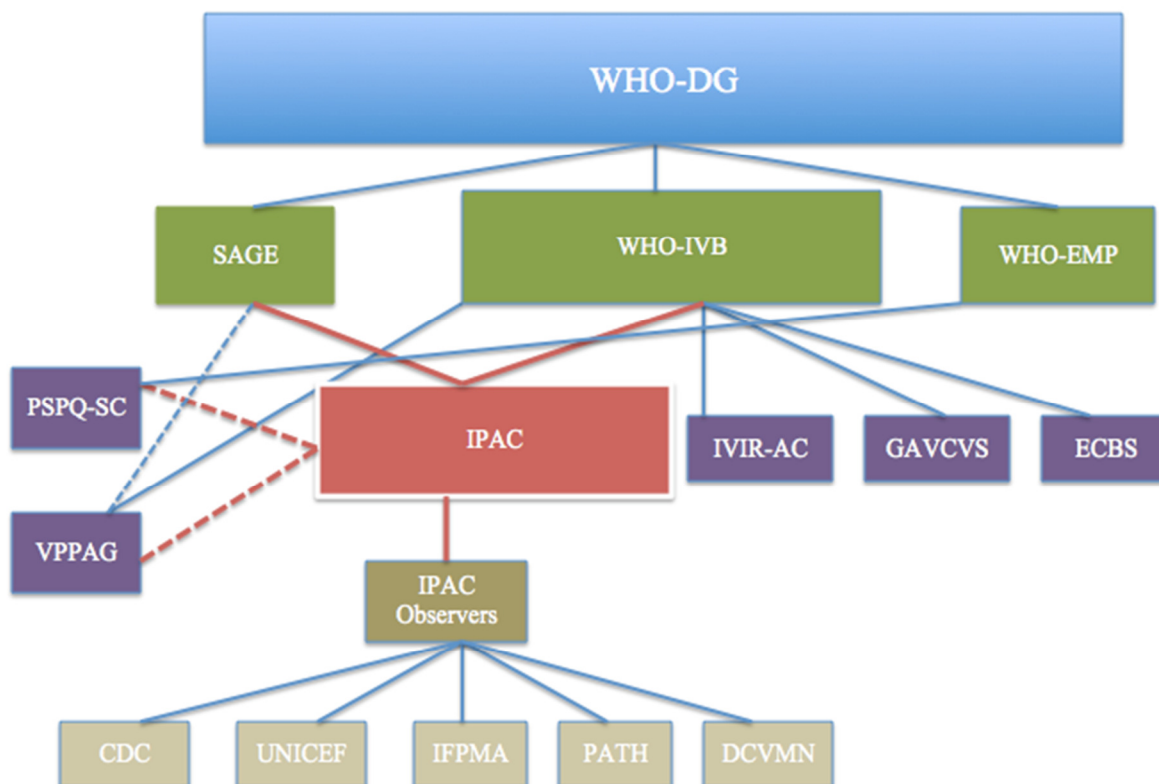 WHO-DG
SAGE
WHO-IVB
WHO-EMP
PSPQ-SC
IPAC
IVIR-AC
GAVCVS
ECBS
VPPAG
IPAC
Observers
CDC
UNICEF
IFPMA
PATH
DCVMN